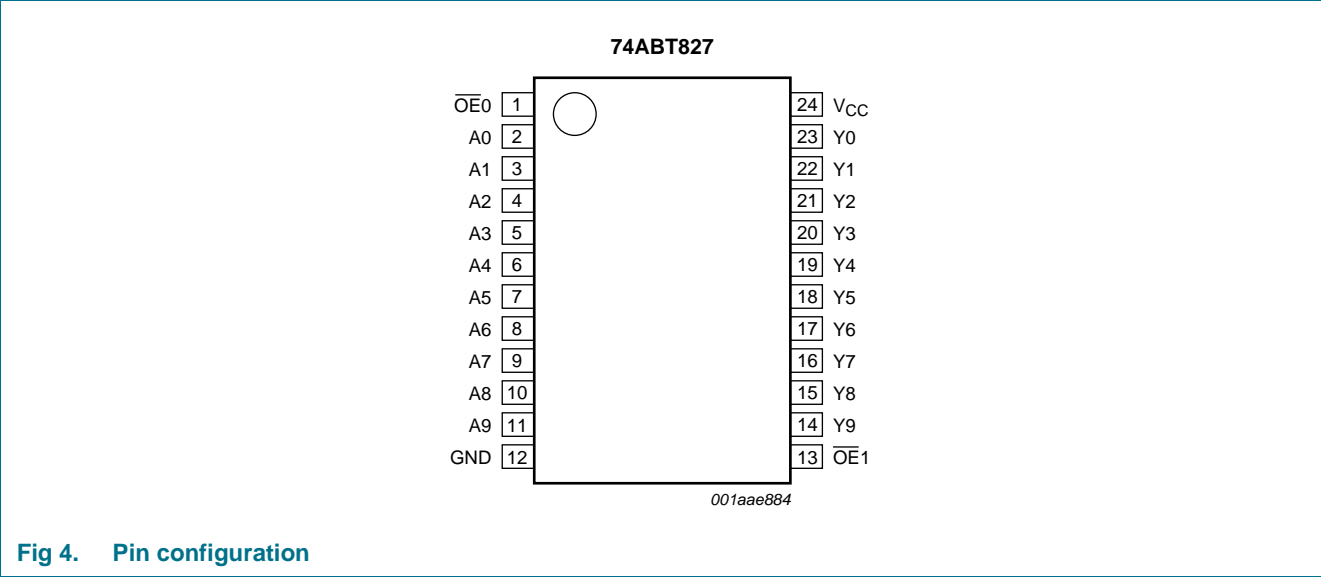 74ABT827
O̅E̅0 1 24 VCC
A0 2 23 Y0
A1 3 22 Y1
A2 4 21 Y2
A3 5 20 Y3
A4 6 19 Y4
A5 7 18 Y5
A6 8 17 Y6
A7 9 16 Y7
A8 10 15 Y8
A9 11 14 Y9
GND 12 13 O̅E̅1
001aae884
Fig 4. Pin configuration